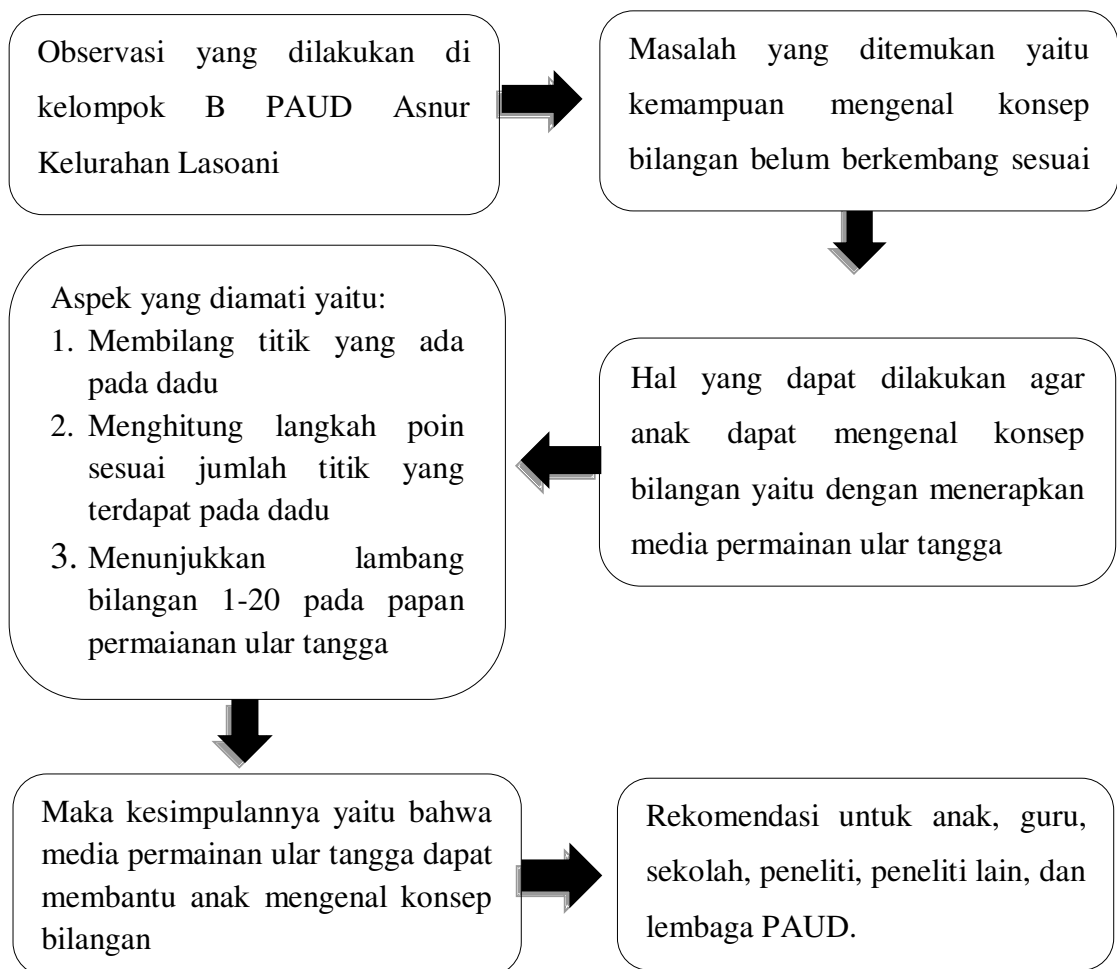 Observasi yang dilakukan di
kelompok B PAUD Asnur
Kelurahan Lasoani
Masalah yang ditemukan yaitu
kemampuan mengenal konsep
bilangan belum berkembang sesuai
Hal yang dapat dilakukan agar
anak dapat mengenal konsep
bilangan yaitu dengan menerapkan
media permainan ular tangga
Aspek yang diamati yaitu:
1. Membilang titik yang ada
pada dadu
2. Menghitung langkah poin
sesuai jumlah titik yang
terdapat pada dadu
3. Menunjukkan lambang
bilangan 1-20 pada papan
permaianan ular tangga
Maka kesimpulannya yaitu bahwa
media permainan ular tangga dapat
membantu anak mengenal konsep
bilangan
Rekomendasi untuk anak, guru,
sekolah, peneliti, peneliti lain, dan
lembaga PAUD.